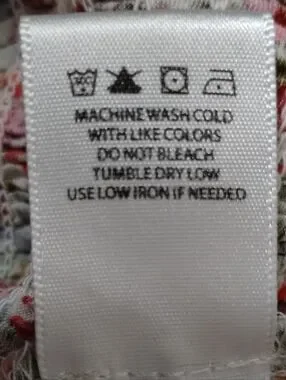 MACHINE WASH COLD
WITH LIKE COLORS
DO NOT BLEACH
TUMBLE DRY LOW
USE LOW IRON IF NEEDED